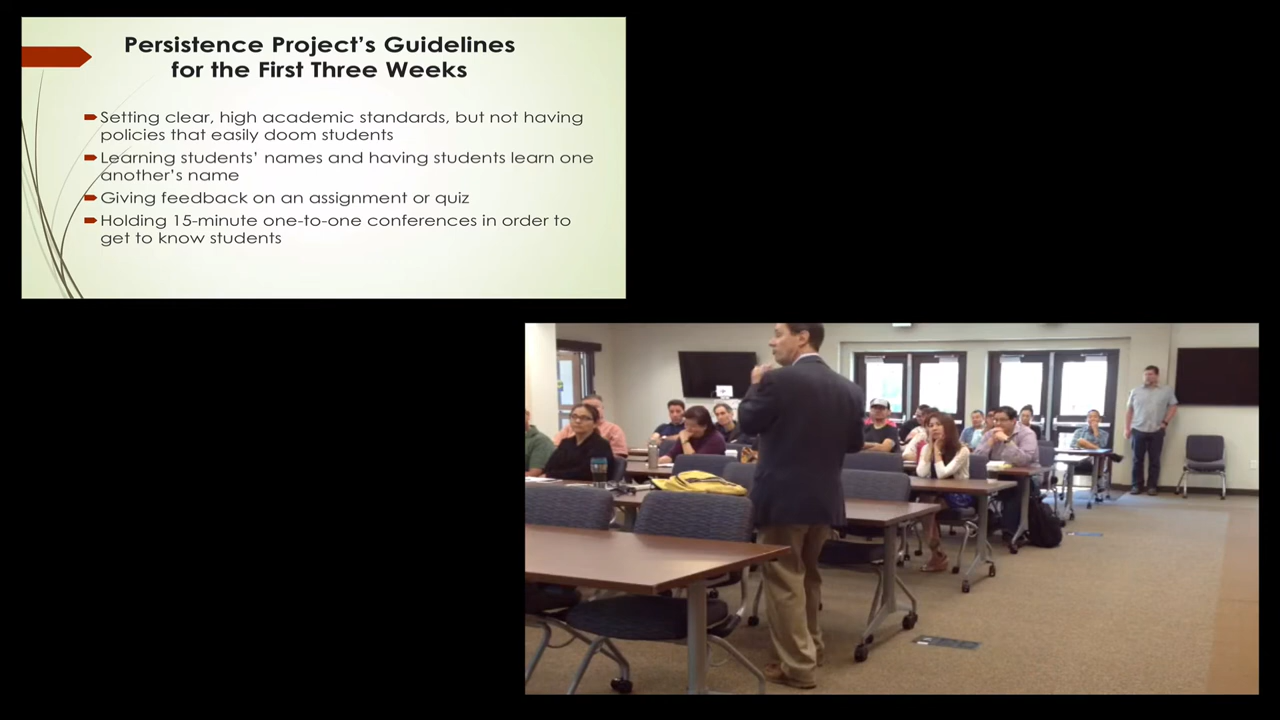 Persistence Project's Guidelines
for the First Three Weeks
Setting clear, high academic standards, but not having
policies that easily doom students
Learning students' names and having students learn one
another's name
Giving feedback on an assignment or quiz
Holding 15-minute one-to-one conferences in order to
get to know students